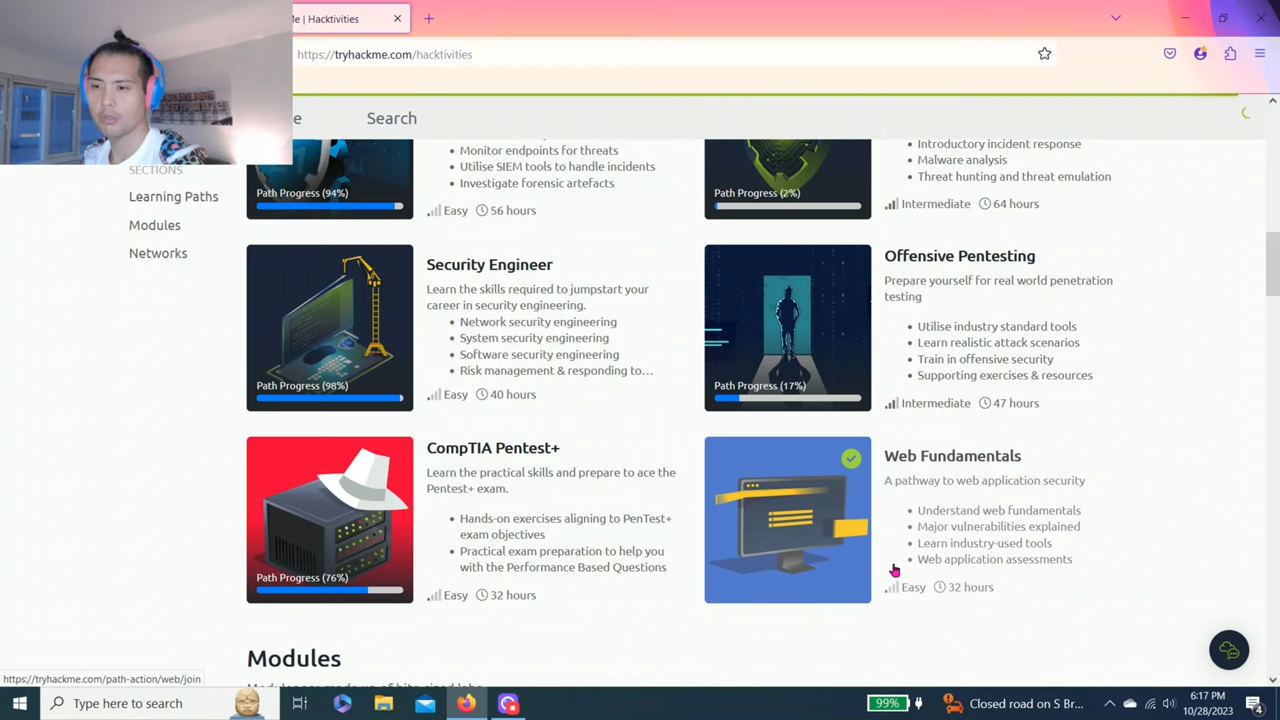 Me | Hacktivities
https://tryhackme.com/hacktivities
Search
SECTIONS
Learning Paths
Modules
Networks
Monitor endpoints for threats
Utilise SIEM tools to handle incidents
Investigate forensic artefacts
Path Progress (94%)
Easy 56 hours
Introductory incident response
Malware analysis
Threat hunting and threat emulation
Path Progress (2%)
Intermediate 64 hours
Security Engineer
Learn the skills required to jumpstart your
career in security engineering.
Network security engineering
System security engineering
Software security engineering
Risk management & responding to…
Path Progress (98%)
Easy 40 hours
Offensive Pentesting
Prepare yourself for real world penetration
testing
Utilise industry standard tools
Learn realistic attack scenarios
Train in offensive security
Supporting exercises & resources
Path Progress (17%)
Intermediate 47 hours
CompTIA Pentest+
Learn the practical skills and prepare to ace the
Pentest+ exam.
Hands-on exercises aligning to PenTest+
exam objectives
Practical exam preparation to help you
with the Performance Based Questions
Path Progress (76%)
Easy 32 hours
Web Fundamentals
A pathway to web application security
Understand web fundamentals
Major vulnerabilities explained
Learn industry-used tools
Web application assessments
Easy 32 hours
Modules
https://tryhackme.com/path-action/web/join
Type here to search
99%
Closed road on S Br...
6:17 PM
10/28/2023
4